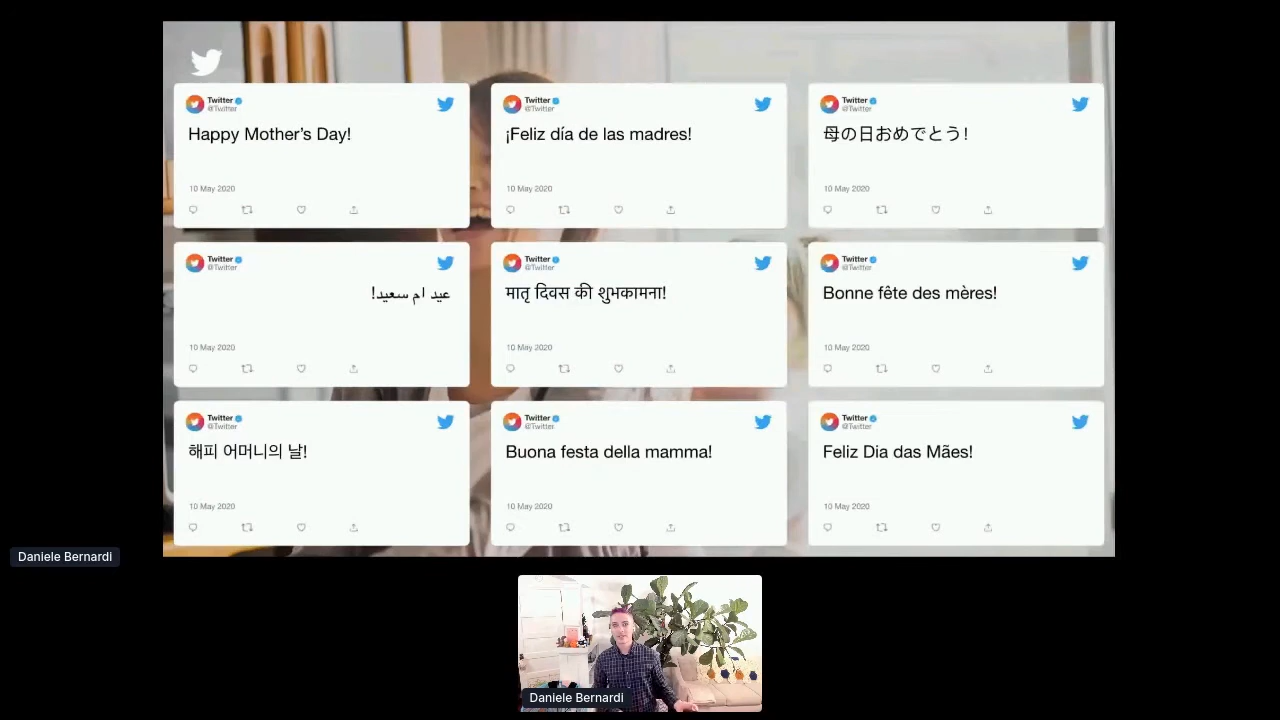 Twitter
@Twitter
Happy Mother's Day!
10 May 2020
Twitter
@Twitter
¡Feliz día de las madres!
10 May 2020
Twitter
@Twitter
母の日おめでとう!
10 May 2020
Twitter
@Twitter
عيد ام سعيد!
10 May 2020
Twitter
@Twitter
मातृ दिवस की शुभकामना!
10 May 2020
Twitter
@Twitter
Bonne fête des mères!
10 May 2020
Twitter
@Twitter
해피 어머니의 날!
10 May 2020
Twitter
@Twitter
Buona festa della mamma!
10 May 2020
Twitter
@Twitter
Feliz Dia das Mães!
10 May 2020
Daniele Bernardi
Daniele Bernardi